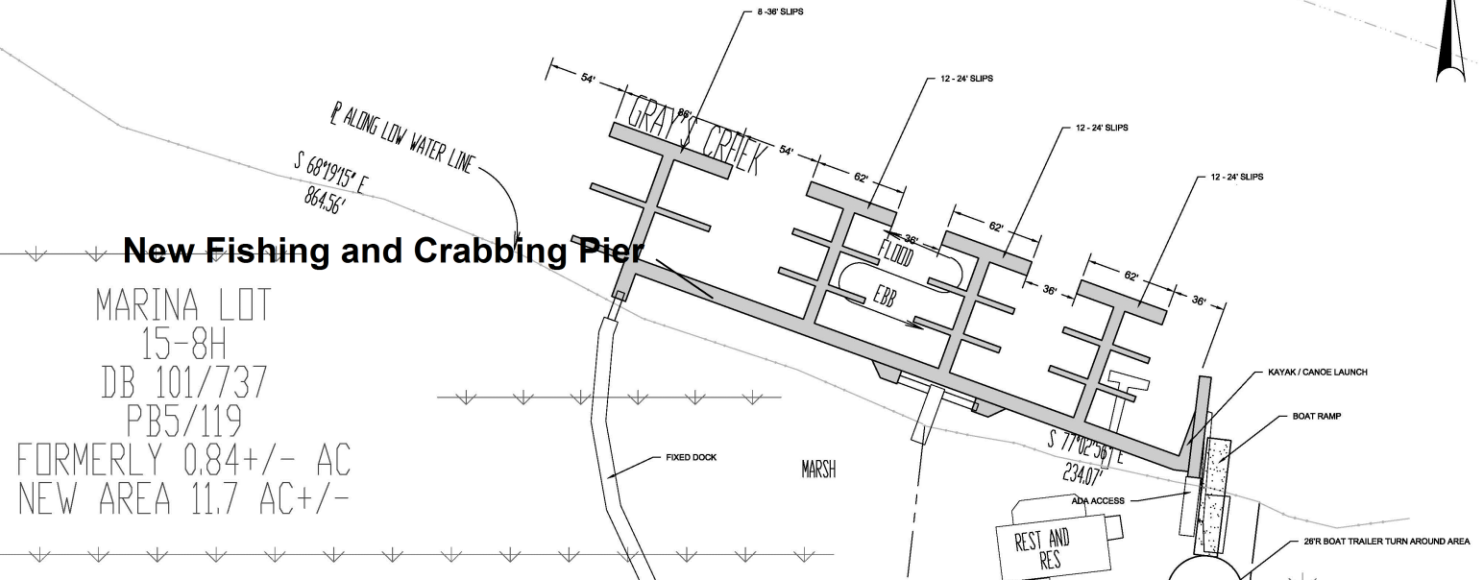 8 -36' SLIPS
54'
86'
GRAY'S CREEK
54'
12 - 24' SLIPS
62'
12 - 24' SLIPS
36'
62'
12 - 24' SLIPS
36'
62'
36'
℄ ALONG LOW WATER LINE
S 68°19'15" E
864.56'
New Fishing and Crabbing Pier
FLOOD
EBB
MARINA LOT
15-8H
DB 101/737
PB5/119
FORMERLY 0.84+/- AC
NEW AREA 11.7 AC+/-
FIXED DOCK
MARSH
S 77°02'56" E
234.07'
KAYAK / CANOE LAUNCH
BOAT RAMP
ADA ACCESS
REST AND
RES
26'R BOAT TRAILER TURN AROUND AREA